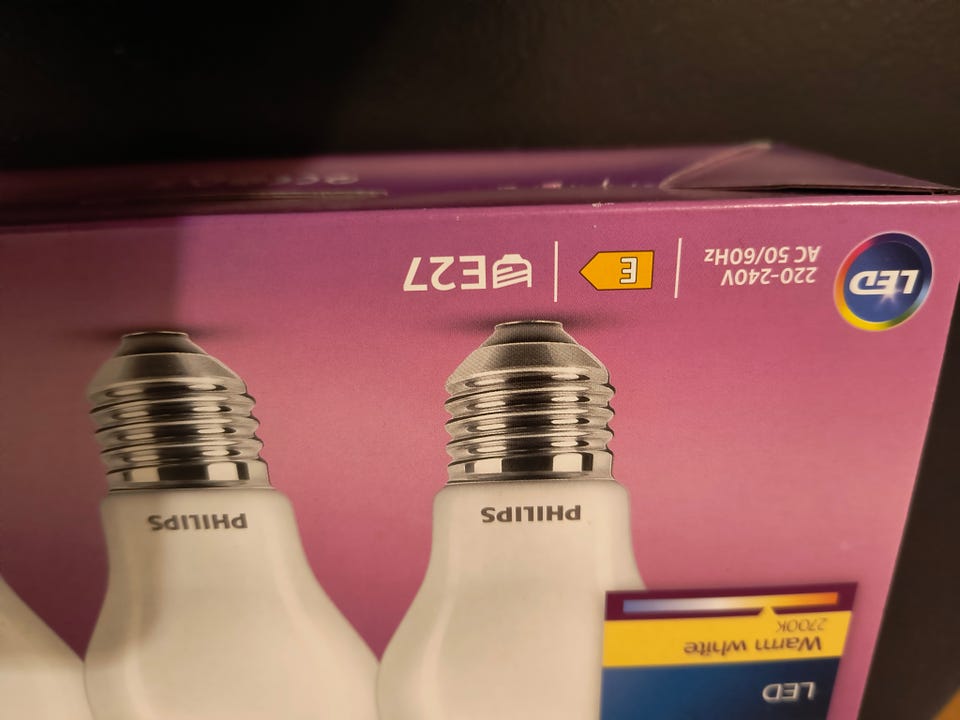 LED
Warm white
2700K
PHILIPS
PHILIPS
LED
220-240V
AC 50/60Hz
E
E27